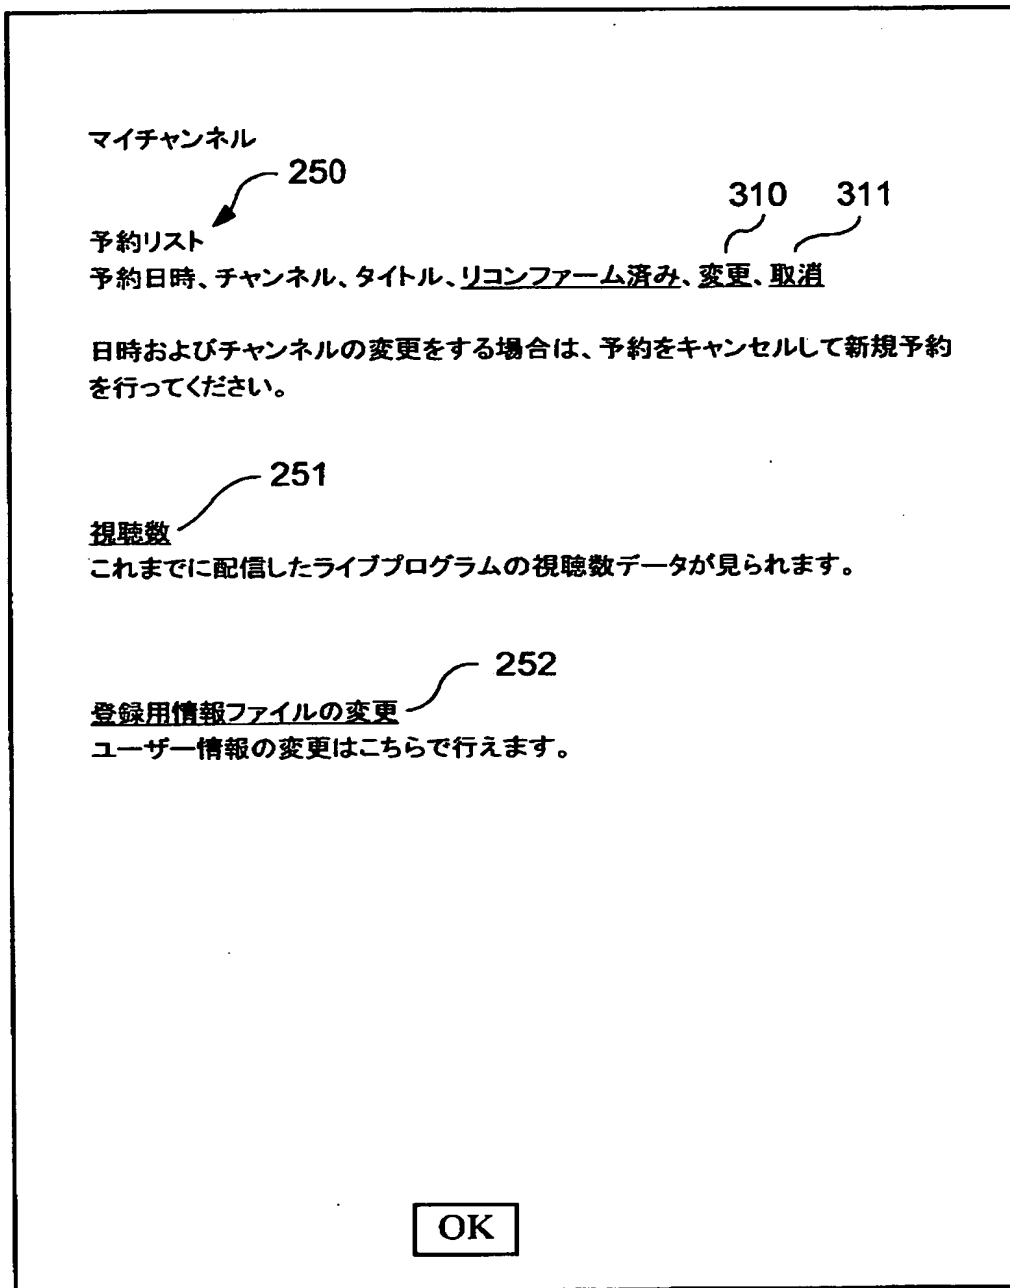 マイチャンネル
250
310 311
予約リスト
予約日時、チャンネル、タイトル、リコンファーム済み、変更、取消
日時およびチャンネルの変更をする場合は、予約をキャンセルして新規予約
を行ってください。
251
視聴数
これまでに配信したライブプログラムの視聴数データが見られます。
252
登録用情報ファイルの変更
ユーザー情報の変更はこちらで行えます。
OK